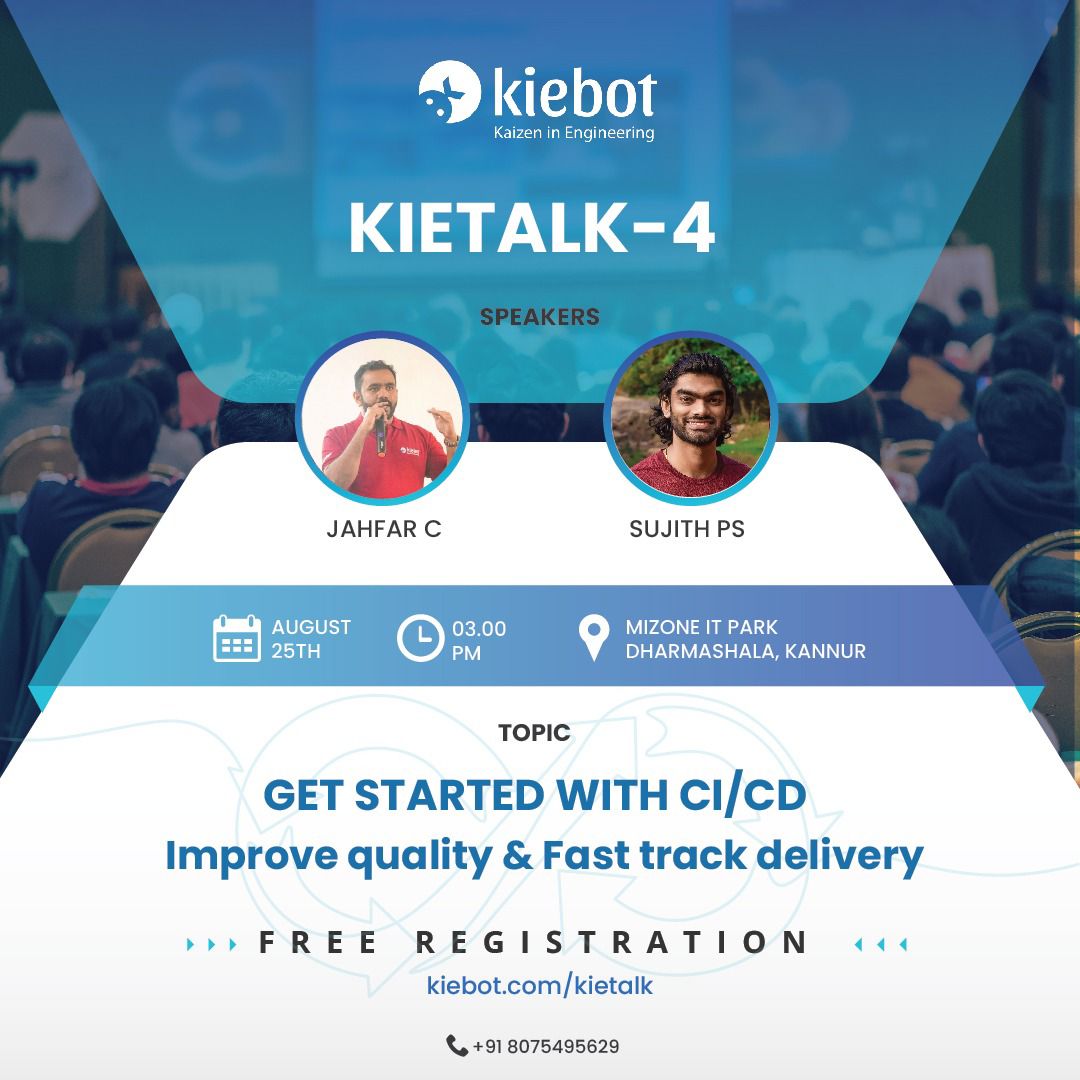 kiebot
Kaizen in Engineering
KIETALK-4
SPEAKERS
JAHFAR C
SUJITH PS
AUGUST
25TH
03.00
PM
MIZONE IT PARK
DHARMASHALA, KANNUR
TOPIC
GET STARTED WITH CI/CD
Improve quality & Fast track delivery
FREE REGISTRATION
kiebot.com/kietalk
+91 8075495629